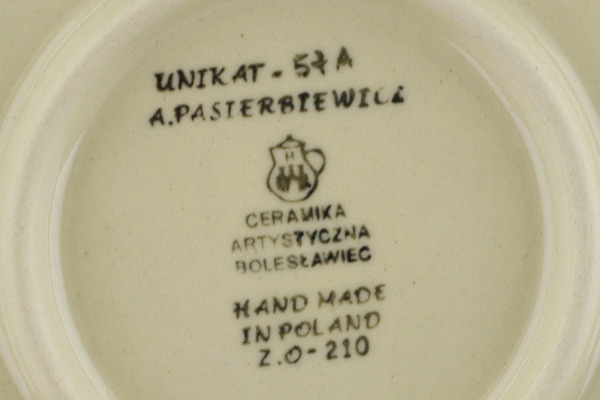 UNIKAT - 57A
A.PASTERBIEWICZ
H
CERAMIKA
ARTYSTYCZNA
BOLESŁAWIEC
HAND MADE
IN POLAND
Z.O-210